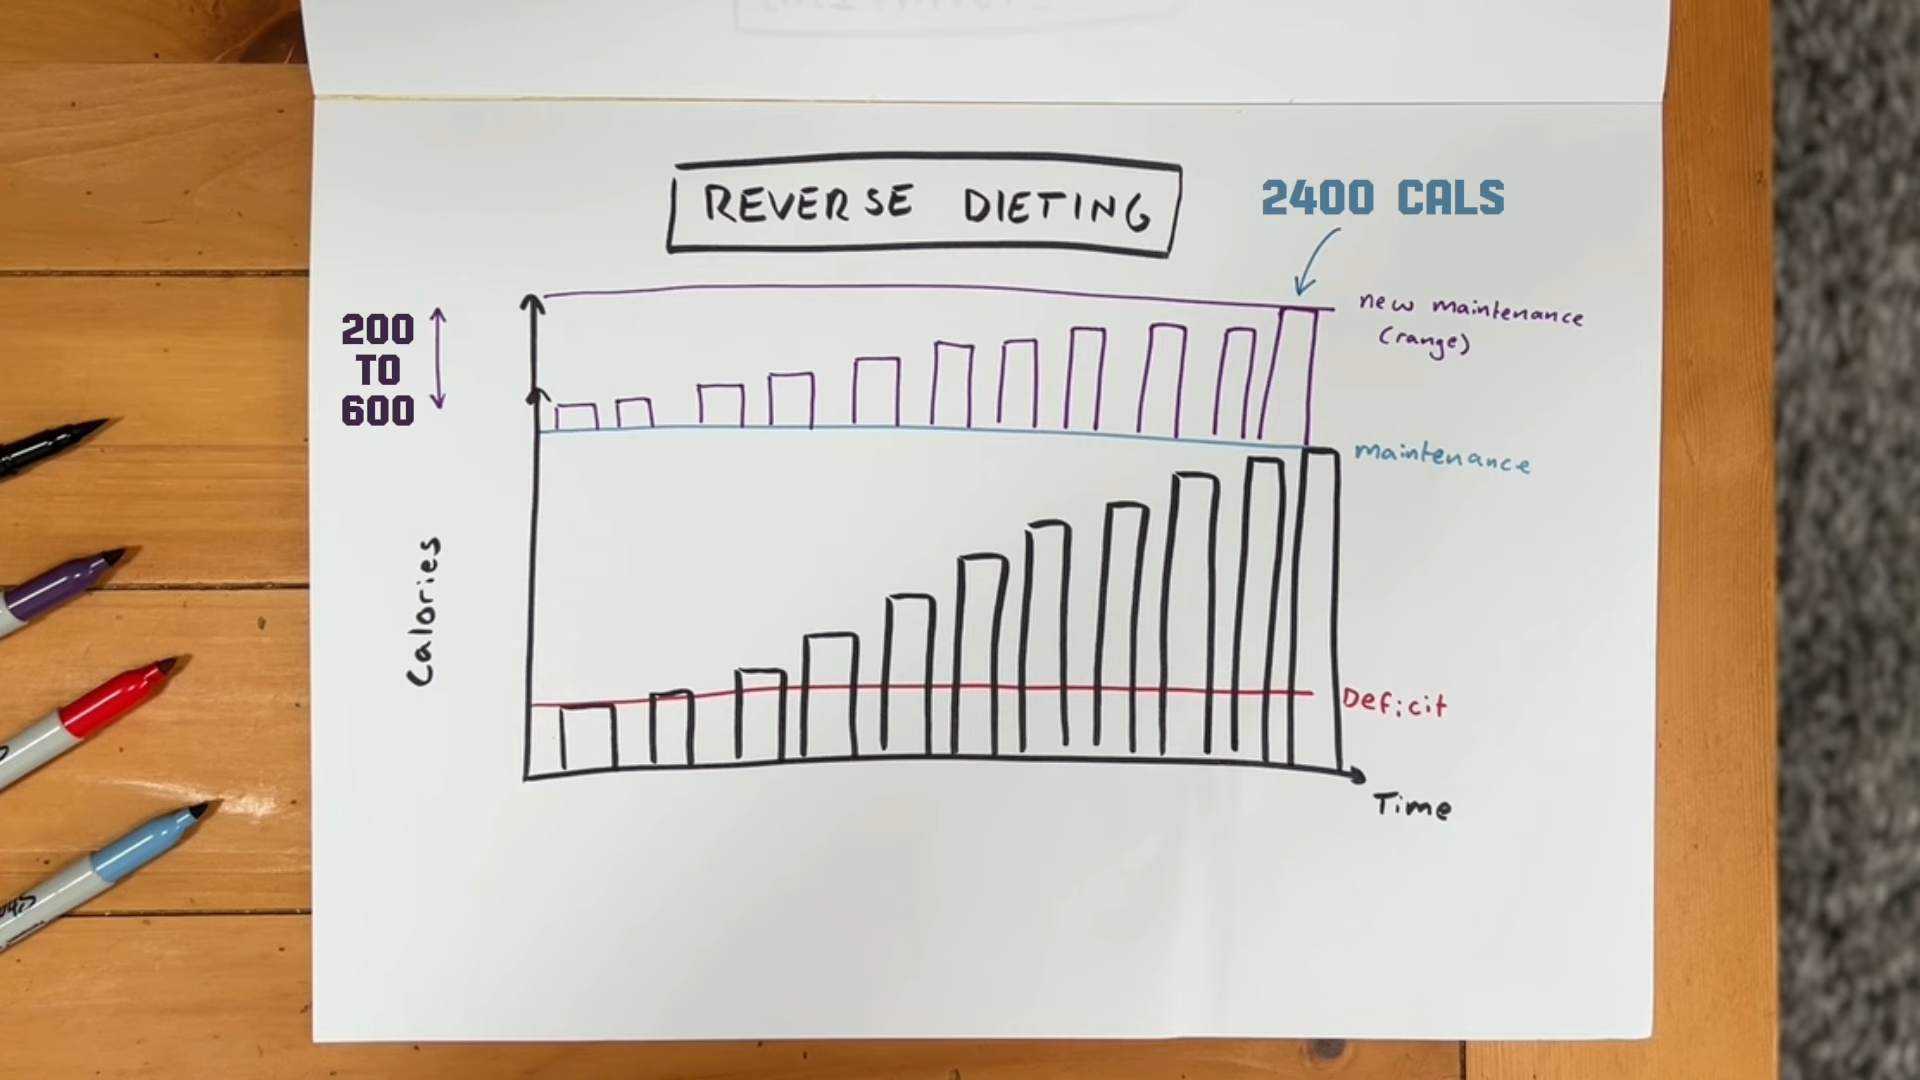 REVERSE DIETING
2400 CALS
new maintenance
(range)
200
TO
600
maintenance
Calories
Deficit
Time